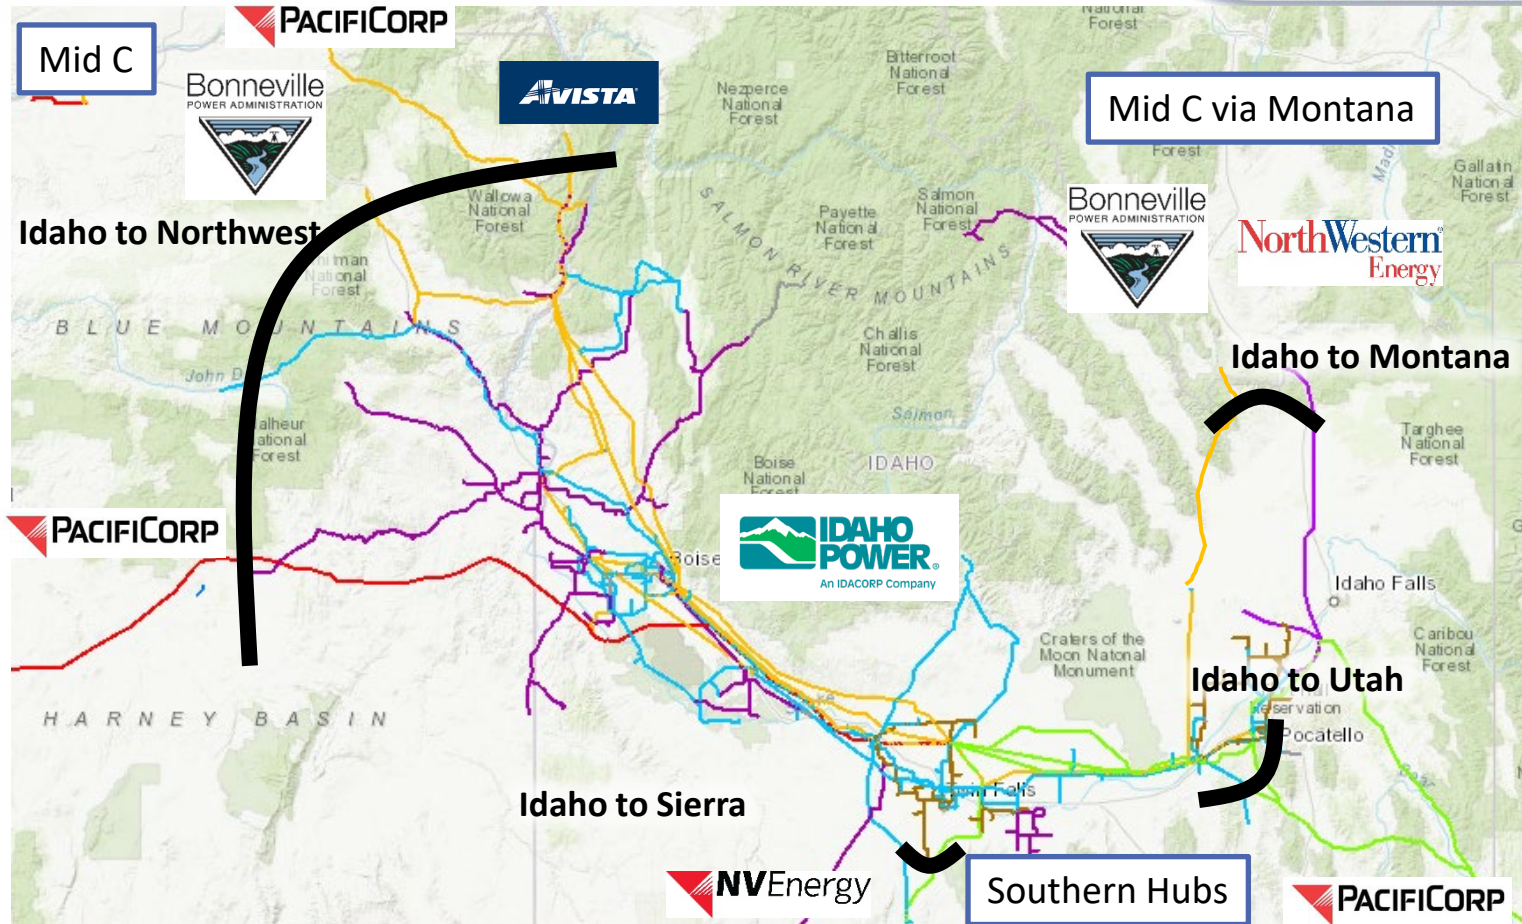 National
Forest
PACIFICORP
Mid C
Bonneville
POWER ADMINISTRATION
AVISTA
Bitterroot
National
Forest
Nezperce
National
Forest
Mid C via Montana
Forest
Gallatin
National
Forest
Wallowa
National
Forest
SALMON RIVER MOUNTAINS
Payette
National
Forest
Salmon
National
Forest
Bonneville
POWER ADMINISTRATION
NorthWestern
Energy
Idaho to Northwest
National
Forest
BLUE MOUNTAINS
Challis
National
Forest
Idaho to Montana
Salmon
Forest
Targhee
National
Forest
Boise
National
Forest
IDAHO
PACIFICORP
IDAHO
POWER®
An IDACORP Company
Boise
Idaho Falls
Craters of the
Moon Natonal
Monument
Caribou
National
Forest
Idaho to Utah
HARNEY BASIN
Pocatello
Idaho to Sierra
Falls
NVEnergy
Southern Hubs
PACIFICORP